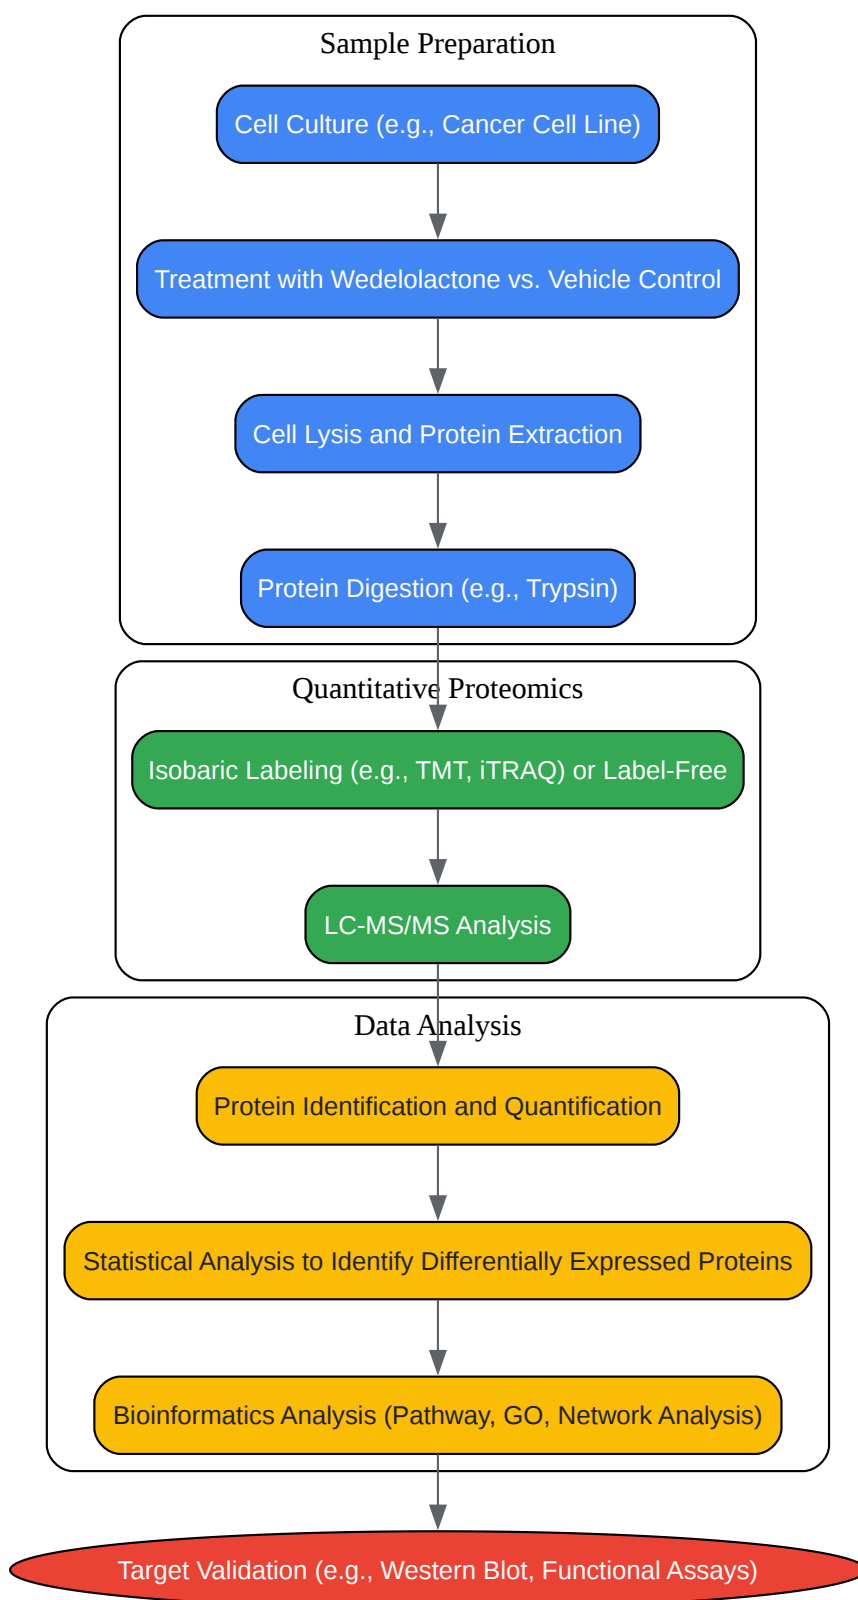 Sample Preparation
Cell Culture (e.g., Cancer Cell Line)
Treatment with Wedelolactone vs. Vehicle Control
Cell Lysis and Protein Extraction
Protein Digestion (e.g., Trypsin)
Quantitative Proteomics
Isobaric Labeling (e.g., TMT, iTRAQ) or Label-Free
LC-MS/MS Analysis
Data Analysis
Protein Identification and Quantification
Statistical Analysis to Identify Differentially Expressed Proteins
Bioinformatics Analysis (Pathway, GO, Network Analysis)
Target Validation (e.g., Western Blot, Functional Assays)